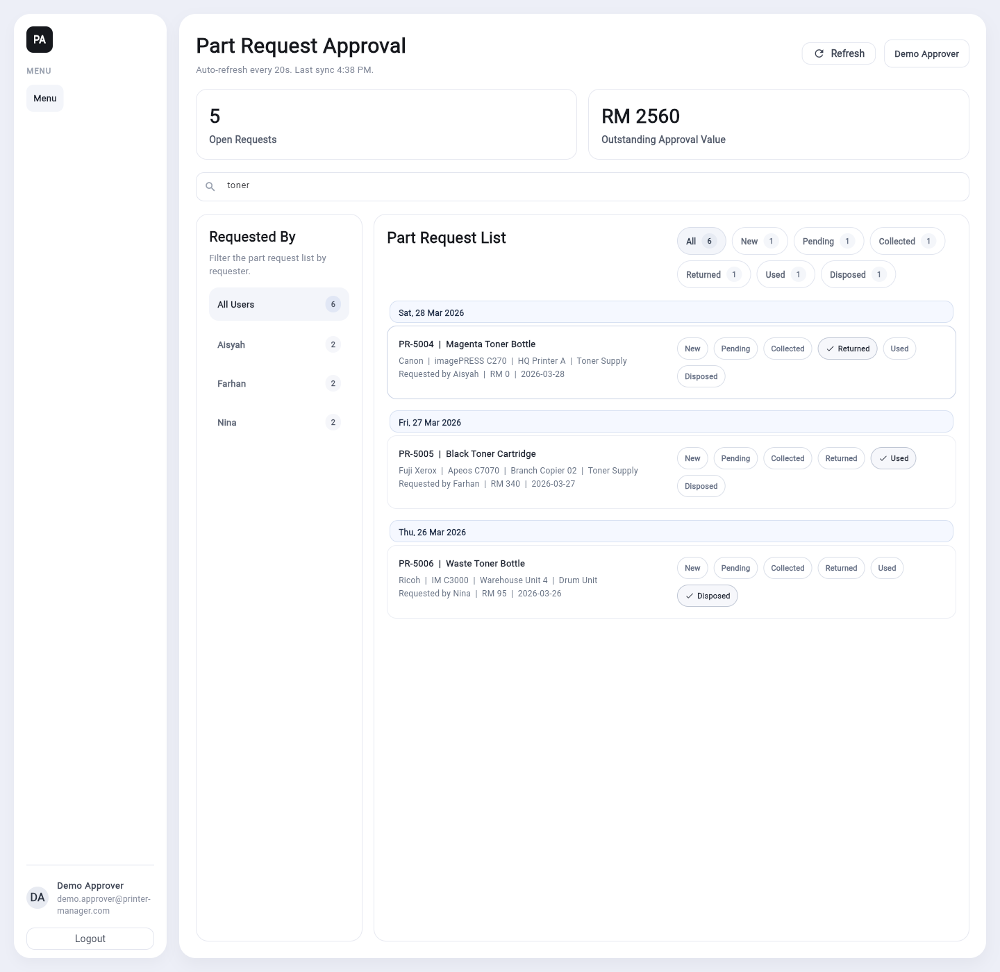 PA
MENU
Menu
Demo Approver
demo.approver@printer-
manager.com
DA
Logout
Part Request Approval
Auto-refresh every 20s. Last sync 4:38 PM.
Refresh
Demo Approver
5
Open Requests
RM 2560
Outstanding Approval Value
toner
Requested By
Filter the part request list by
requester.
All Users 6
Aisyah 2
Farhan 2
Nina 2
Part Request List
All 6 New 1 Pending 1 Collected 1
Returned 1 Used 1 Disposed 1
Sat, 28 Mar 2026
PR-5004 | Magenta Toner Bottle
Canon | imagePRESS C270 | HQ Printer A | Toner Supply
Requested by Aisyah | RM 0 | 2026-03-28
New Pending Collected Returned Used
Disposed
Fri, 27 Mar 2026
PR-5005 | Black Toner Cartridge
Fuji Xerox | Apeos C7070 | Branch Copier 02 | Toner Supply
Requested by Farhan | RM 340 | 2026-03-27
New Pending Collected Returned Used
Disposed
Thu, 26 Mar 2026
PR-5006 | Waste Toner Bottle
Ricoh | IM C3000 | Warehouse Unit 4 | Drum Unit
Requested by Nina | RM 95 | 2026-03-26
New Pending Collected Returned Used
Disposed